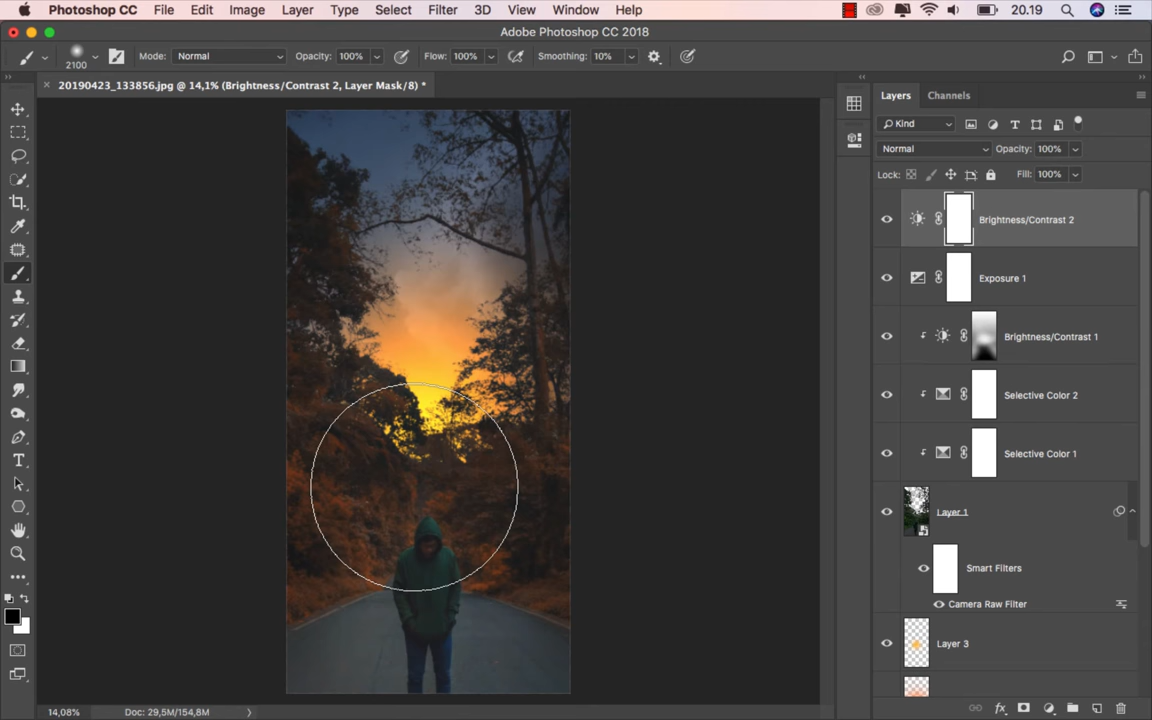 Photoshop CC File Edit Image Layer Type Select Filter 3D View Window Help 20.19
Adobe Photoshop CC 2018
2100 Mode: Normal Opacity: 100% Flow: 100% Smoothing: 10%
20190423_133856.jpg @ 14,1% (Brightness/Contrast 2, Layer Mask/8) *
Layers Channels
Kind
Normal Opacity: 100%
Lock: Fill: 100%
Brightness/Contrast 2
Exposure 1
Brightness/Contrast 1
Selective Color 2
Selective Color 1
Layer 1
Smart Filters
Camera Raw Filter
Layer 3
14,08% Doc: 29,5M/154,8M